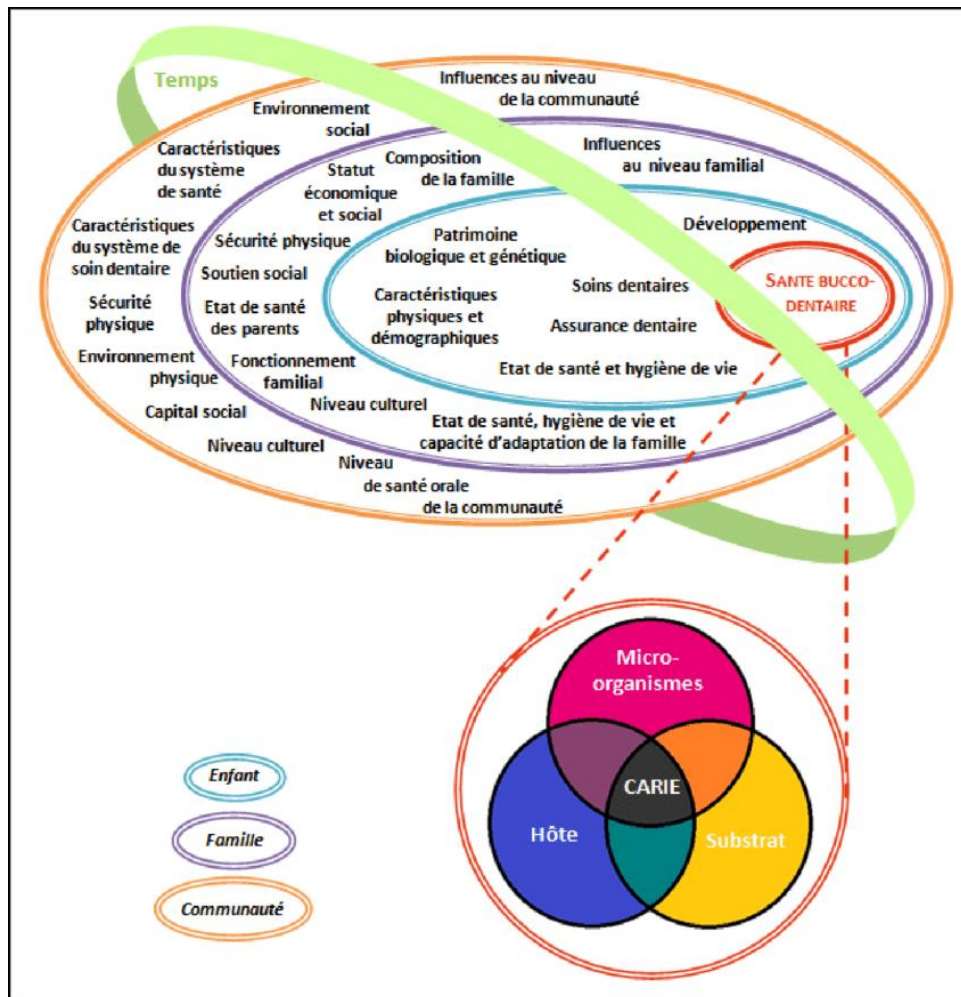 Temps
Influences au niveau
de la communauté
Environnement
social
Caractéristiques
du système
de santé
Statut
économique
et social
Composition
de la famille
Influences
au niveau familial
Caractéristiques
du système de
soin dentaire
Sécurité physique
Patrimoine
biologique et génétique
Développement
Soutien social
Soins dentaires
SANTE BUCCO-
DENTAIRE
Sécurité
physique
Etat de santé
des parents
Caractéristiques
physiques et
démographiques
Assurance dentaire
Environnement
physique
Fonctionnement
familial
Etat de santé et hygiène de vie
Capital social
Niveau culturel
Etat de santé, hygiène de vie et
capacité d'adaptation de la famille
Niveau culturel
Niveau
de santé orale
de la communauté
Micro-
organismes
CARIE
Hôte
Substrat
Enfant
Famille
Communauté